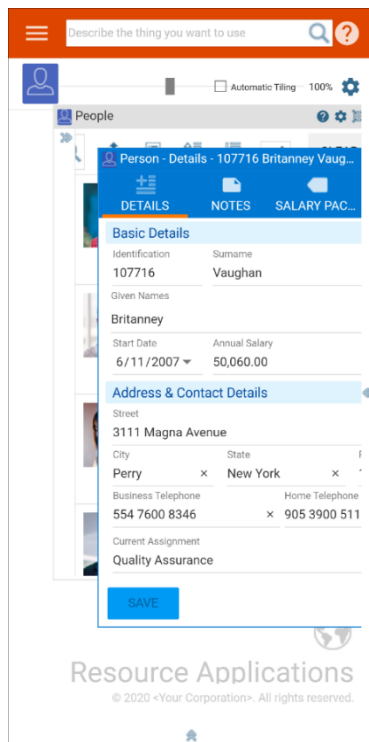 Describe the thing you want to use
Automatic Tiling 100%
People
Person - Details - 107716 Britanney Vaug...
DETAILS NOTES SALARY PAC...
Basic Details
Identification Surname
107716 Vaughan
Given Names
Britanney
Start Date Annual Salary
6/11/2007 50,060.00
Address & Contact Details
Street
3111 Magna Avenue
City State
Perry × New York ×
Business Telephone Home Telephone
554 7600 8346 × 905 3900 511
Current Assignment
Quality Assurance
SAVE
Resource Applications
© 2020 <Your Corporation>. All rights reserved.